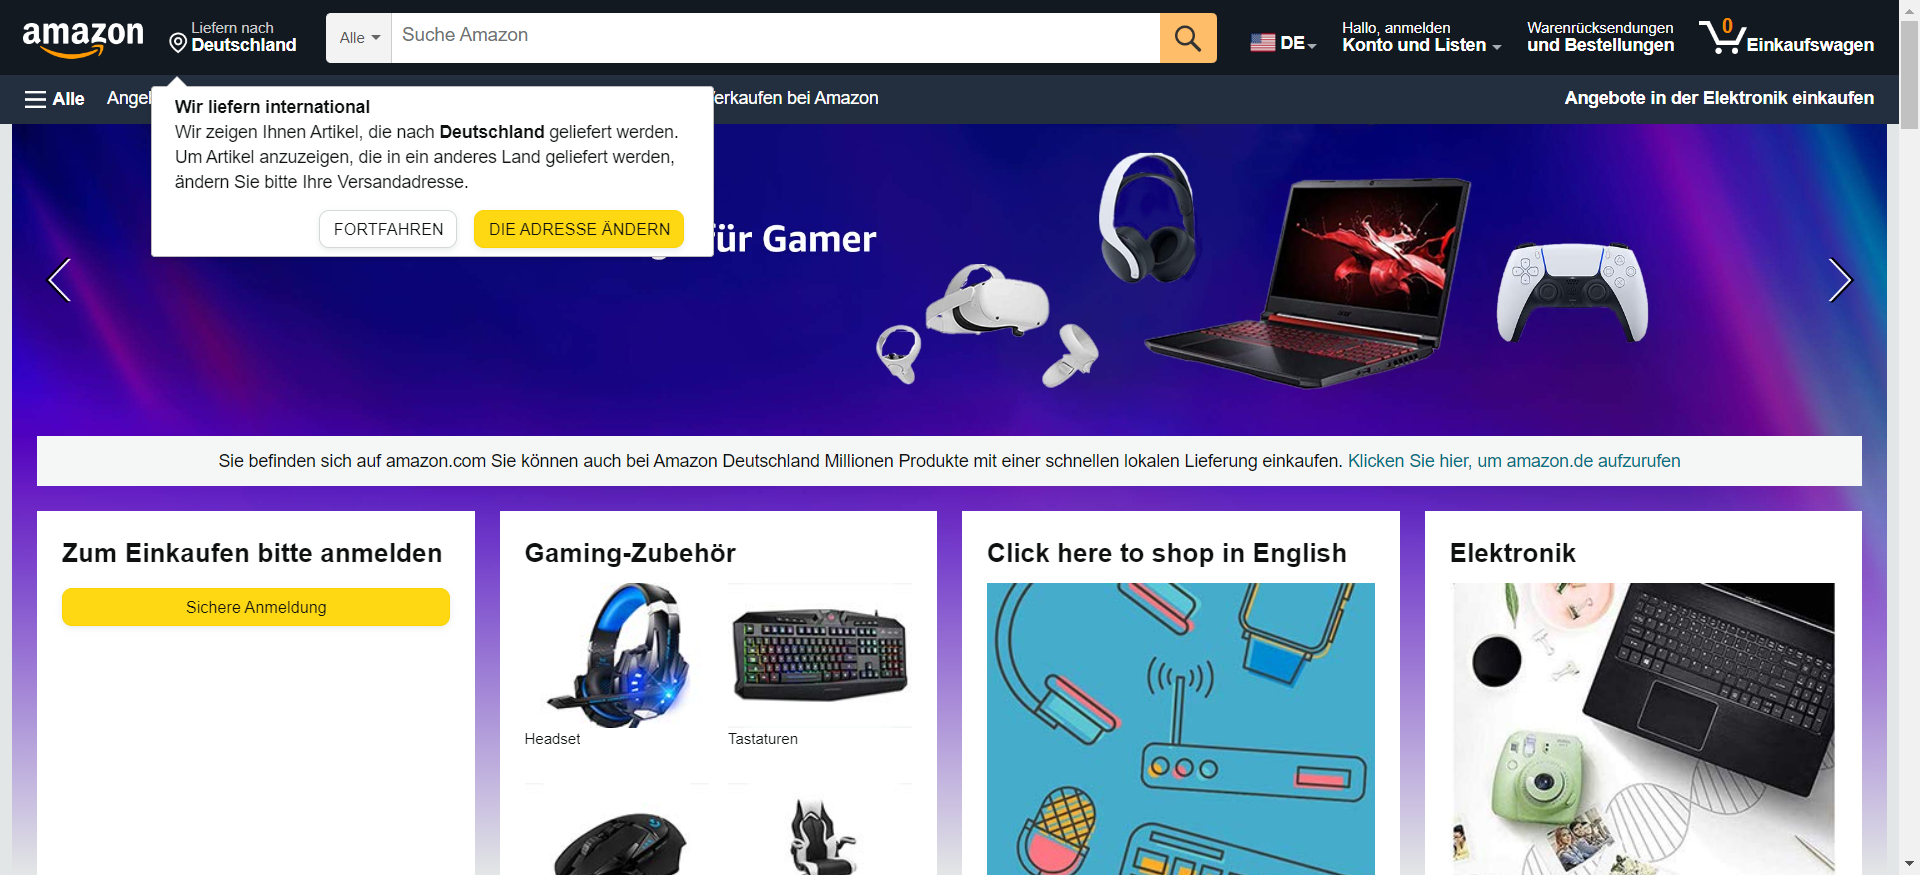 amazon
Liefern nach
Deutschland
Alle
Suche Amazon
DE
Hallo, anmelden
Konto und Listen
Warenrücksendungen
und Bestellungen
0
Einkaufswagen
Alle
Verkaufen bei Amazon
Angebote in der Elektronik einkaufen
Wir liefern international
Wir zeigen Ihnen Artikel, die nach Deutschland geliefert werden.
Um Artikel anzuzeigen, die in ein anderes Land geliefert werden,
ändern Sie bitte Ihre Versandadresse.
FORTFAHREN
DIE ADRESSE ÄNDERN
für Gamer
Sie befinden sich auf amazon.com Sie können auch bei Amazon Deutschland Millionen Produkte mit einer schnellen lokalen Lieferung einkaufen. Klicken Sie hier, um amazon.de aufzurufen
Zum Einkaufen bitte anmelden
Sichere Anmeldung
Gaming-Zubehör
Headset
Tastaturen
Click here to shop in English
Elektronik